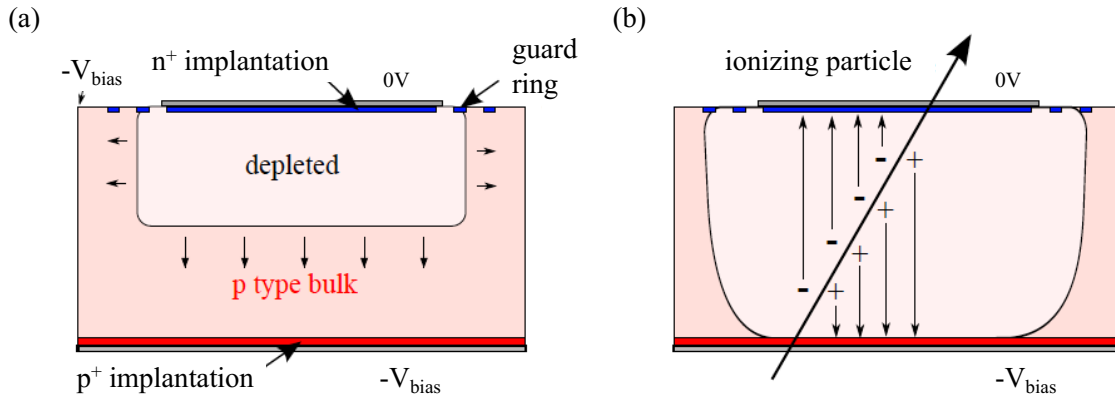 (a)
n⁺ implantation
0V
guard
ring
-V_bias
depleted
p type bulk
p⁺ implantation
-V_bias
(b)
ionizing particle
0V
-
+
-
+
-
+
-
+
-V_bias